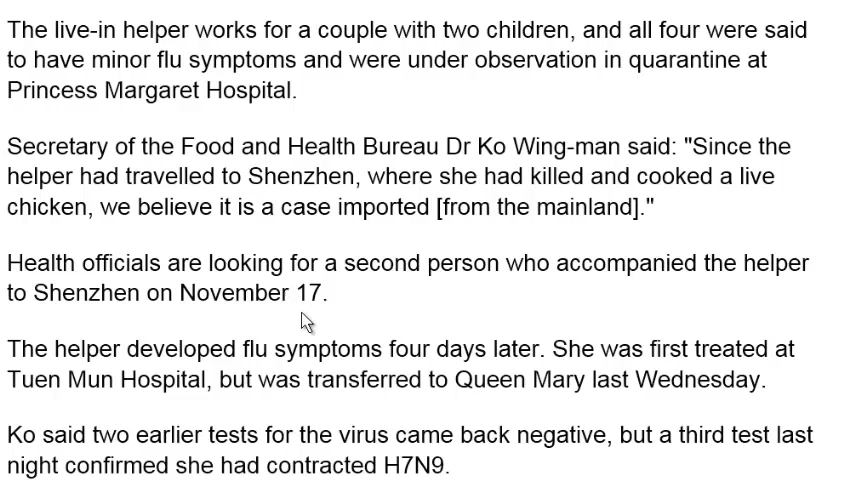 The live-in helper works for a couple with two children, and all four were said
to have minor flu symptoms and were under observation in quarantine at
Princess Margaret Hospital.
Secretary of the Food and Health Bureau Dr Ko Wing-man said: "Since the
helper had travelled to Shenzhen, where she had killed and cooked a live
chicken, we believe it is a case imported [from the mainland]."
Health officials are looking for a second person who accompanied the helper
to Shenzhen on November 17.
The helper developed flu symptoms four days later. She was first treated at
Tuen Mun Hospital, but was transferred to Queen Mary last Wednesday.
Ko said two earlier tests for the virus came back negative, but a third test last
night confirmed she had contracted H7N9.